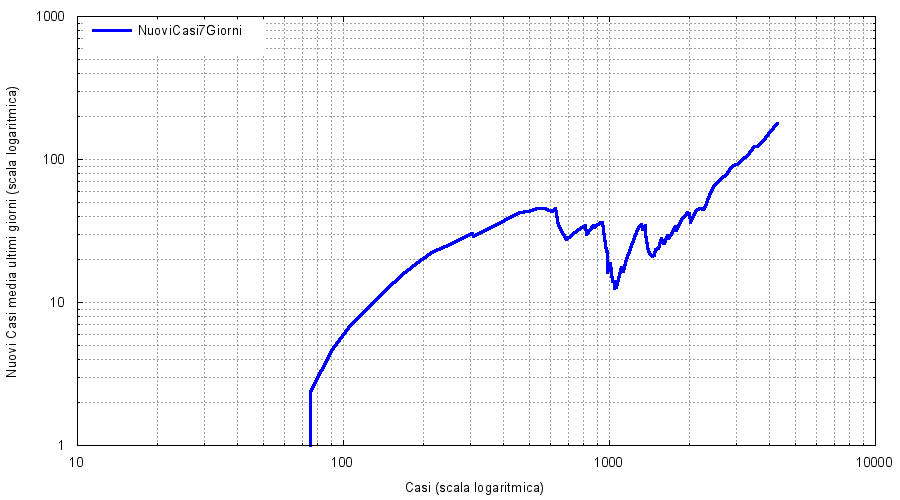 NuoviCasi7Giorni
Nuovi Casi media ultimi giorni (scala logaritmica)
1000
100
10
1
10
100
1000
10000
Casi (scala logaritmica)